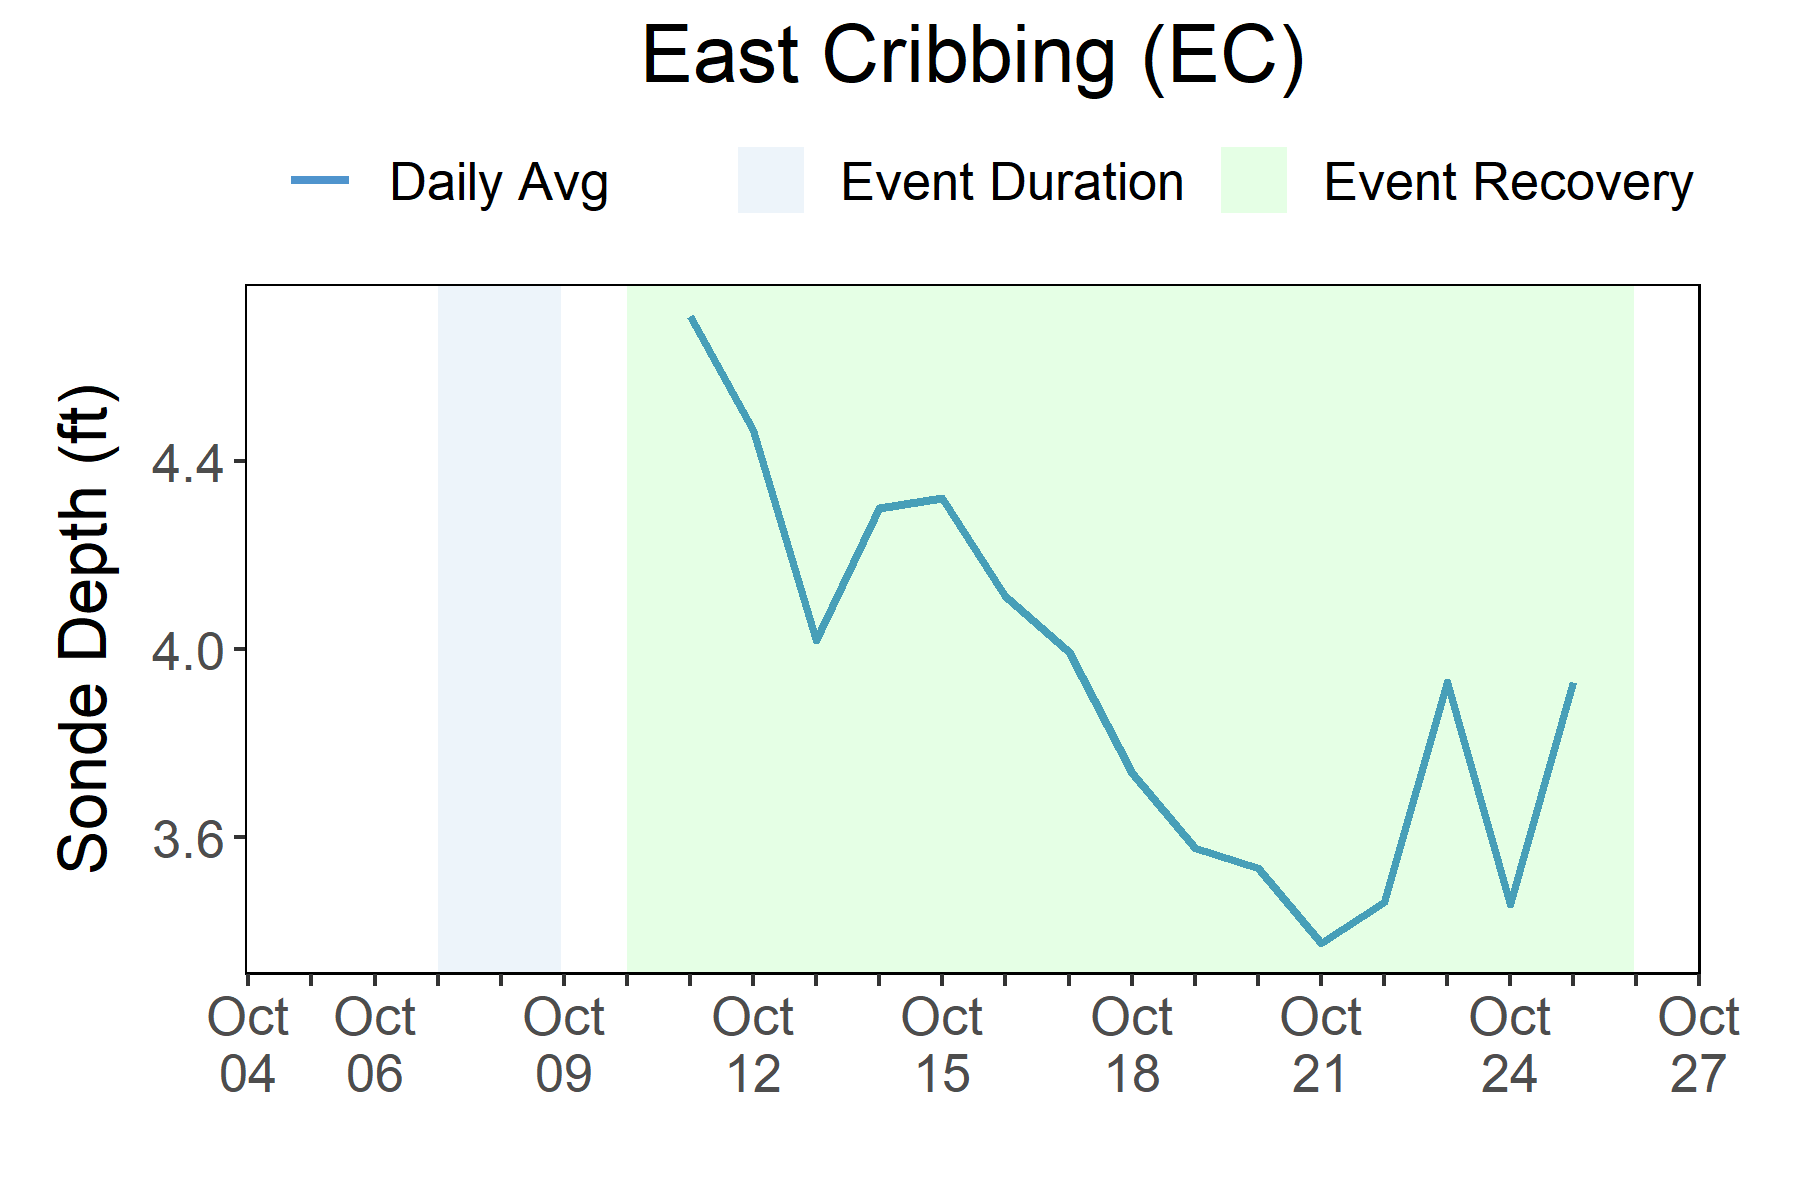 East Cribbing (EC)
Daily Avg Event Duration Event Recovery
Sonde Depth (ft)
4.4
4.0
3.6
Oct Oct Oct Oct Oct Oct Oct Oct Oct
04 06 09 12 15 18 21 24 27